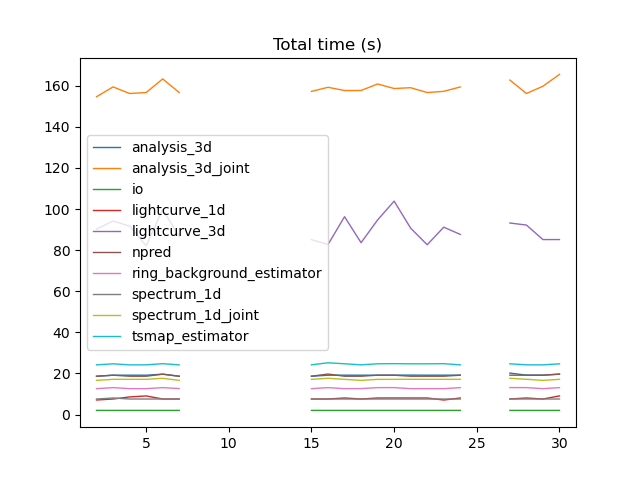 Total time (s)
160
140
120
100
80
60
40
20
0
analysis_3d
analysis_3d_joint
io
lightcurve_1d
lightcurve_3d
npred
ring_background_estimator
spectrum_1d
spectrum_1d_joint
tsmap_estimator
5 10 15 20 25 30